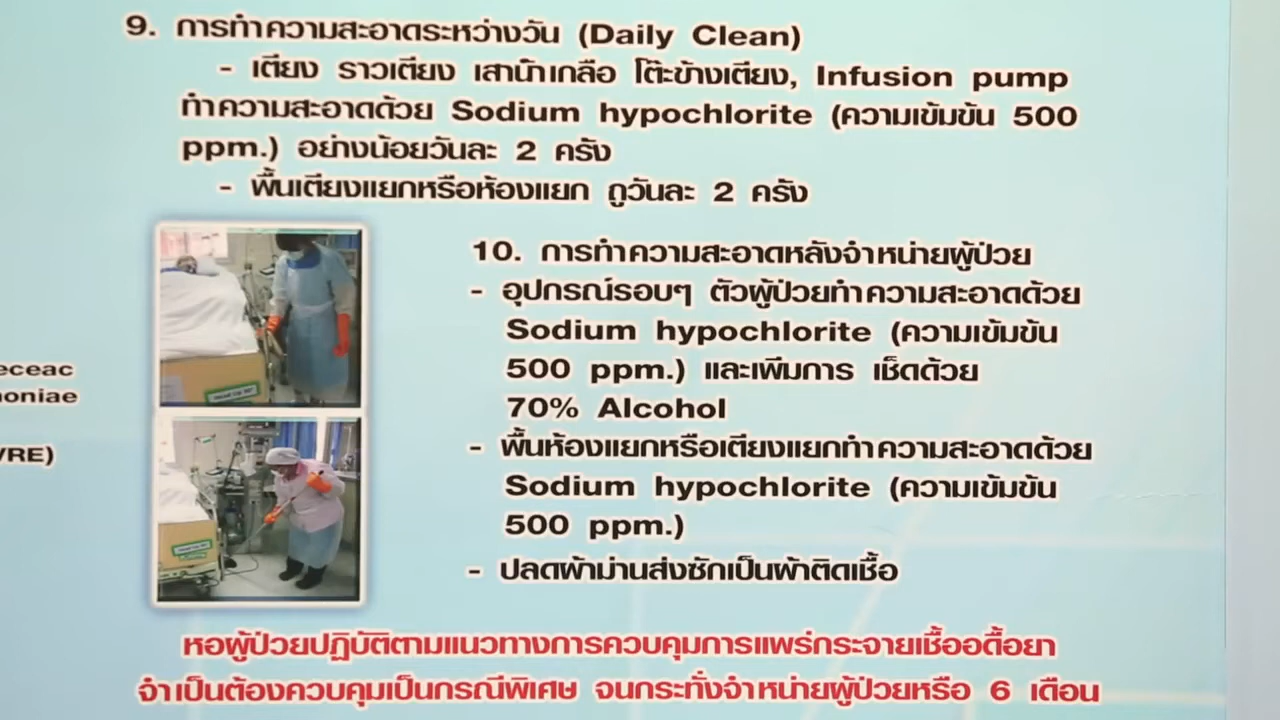 9. การทำความสะอาดระหว่างวัน (Daily Clean)
- เตียง ราวเตียง เสาน้ำเกลือ โต๊ะข้างเตียง, Infusion pump
ทำความสะอาดด้วย Sodium hypochlorite (ความเข้มข้น 500
ppm.) อย่างน้อยวันละ 2 ครั้ง
- พื้นเตียงแยกหรือห้องแยก ถูวันละ 2 ครั้ง
10. การทำความสะอาดหลังจำหน่ายผู้ป่วย
- อุปกรณ์รอบๆ ตัวผู้ป่วยทำความสะอาดด้วย
Sodium hypochlorite (ความเข้มข้น
500 ppm.) และเพิ่มการ เช็ดด้วย
70% Alcohol
- พื้นห้องแยกหรือเตียงแยกทำความสะอาดด้วย
Sodium hypochlorite (ความเข้มข้น
500 ppm.)
- ปลดผ้าม่านส่งซักเป็นผ้าติดเชื้อ
eceac
noniae
VRE)
หอผู้ป่วยปฏิบัติตามแนวทางการควบคุมการแพร่กระจายเชื้ออดื้อยา
จำเป็นต้องควบคุมเป็นกรณีพิเศษ จนกระทั่งจำหน่ายผู้ป่วยหรือ 6 เดือน